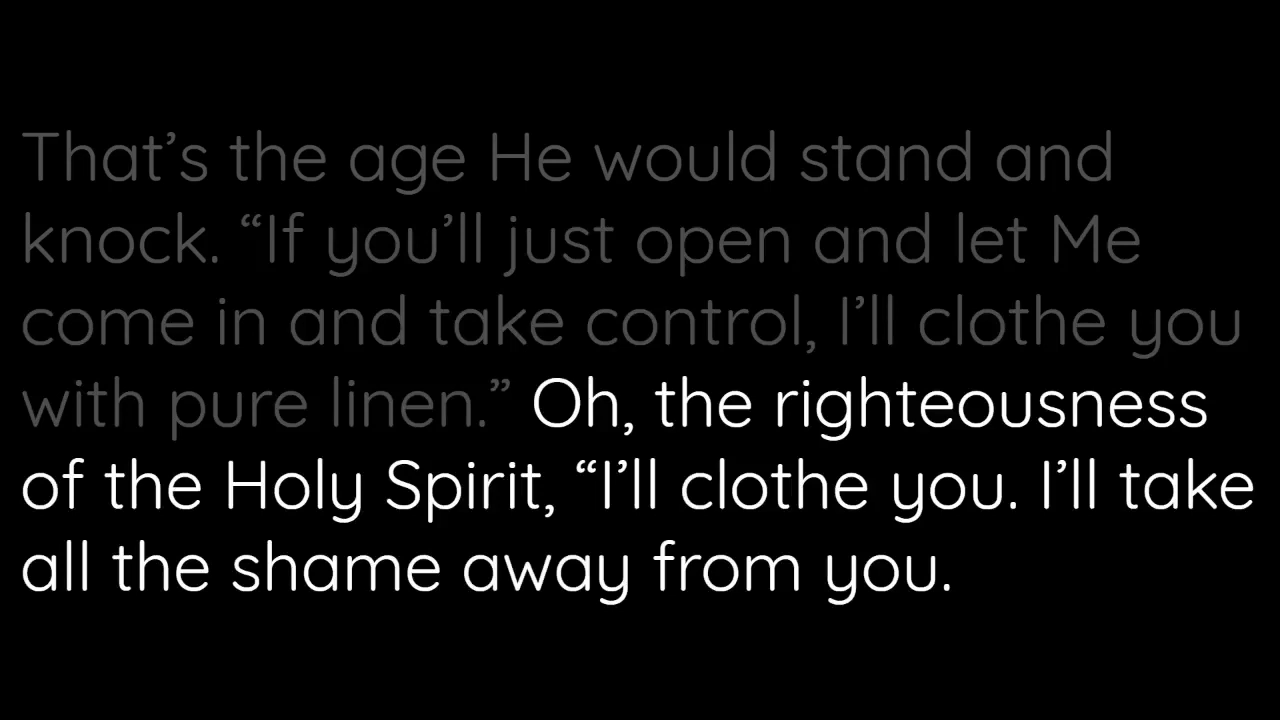 That’s the age He would stand and
knock. “If you’ll just open and let Me
come in and take control, I’ll clothe you
with pure linen.” Oh, the righteousness
of the Holy Spirit, “I’ll clothe you. I’ll take
all the shame away from you.